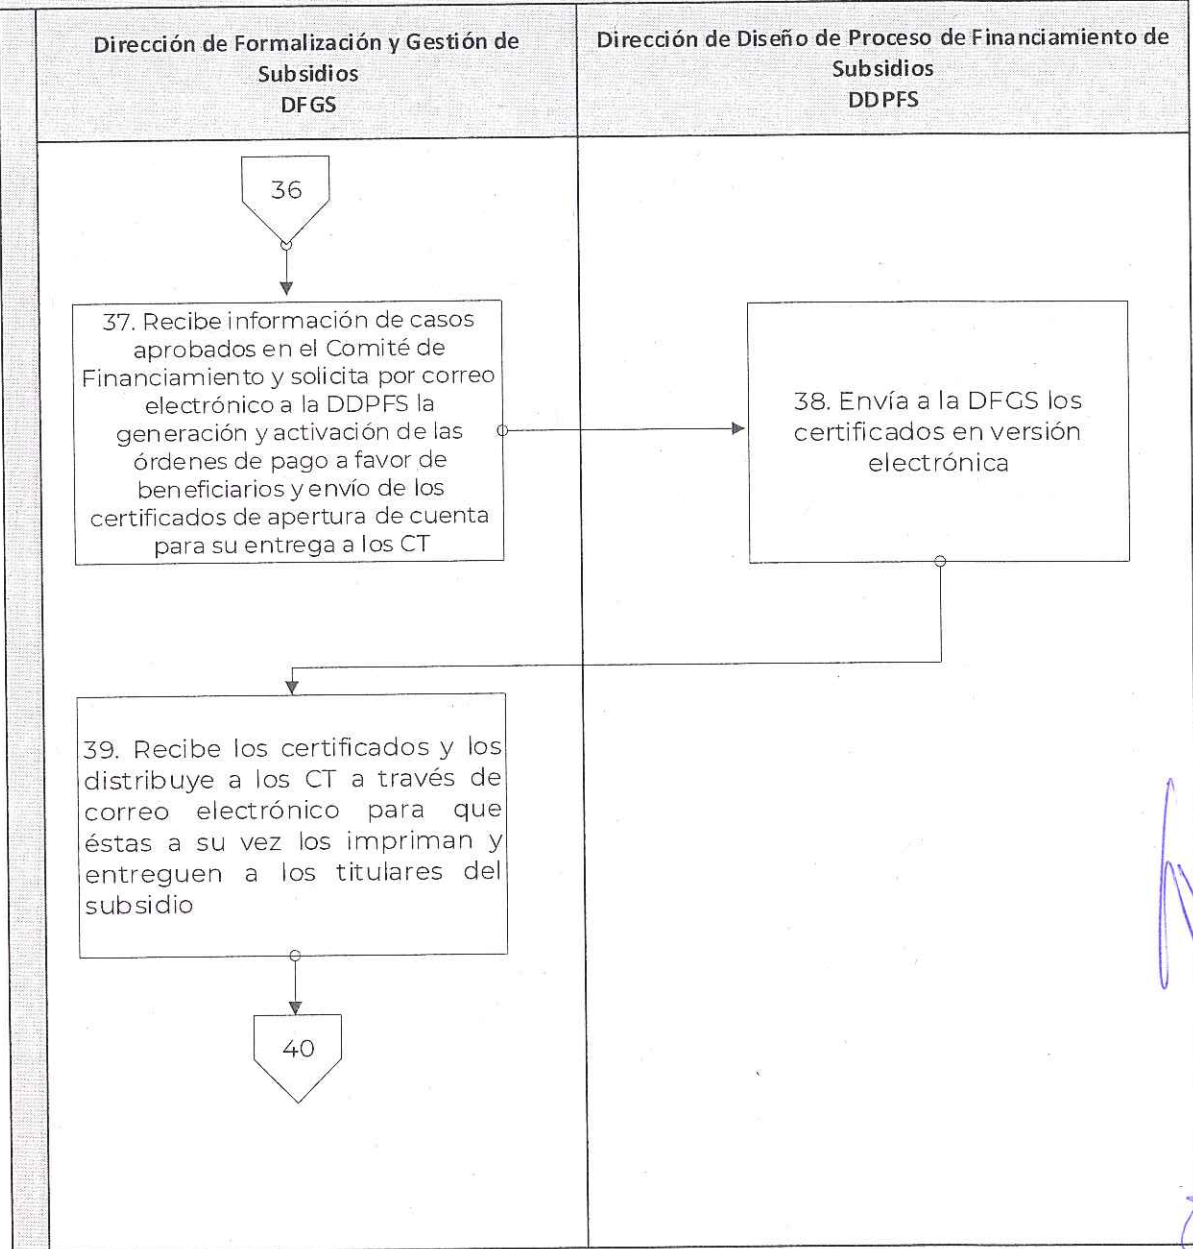 Dirección de Formalización y Gestión de
Subsidios
DFGS
Dirección de Diseño de Proceso de Financiamiento de
Subsidios
DDPFS
36
37. Recibe información de casos
aprobados en el Comité de
Financiamiento y solicita por correo
electrónico a la DDPFS la
generación y activación de las
órdenes de pago a favor de
beneficiarios y envío de los
certificados de apertura de cuenta
para su entrega a los CT
38. Envía a la DFGS los
certificados en versión
electrónica
39. Recibe los certificados y los
distribuye a los CT a través de
correo electrónico para que
éstas a su vez los impriman y
entreguen a los titulares del
subsidio
40